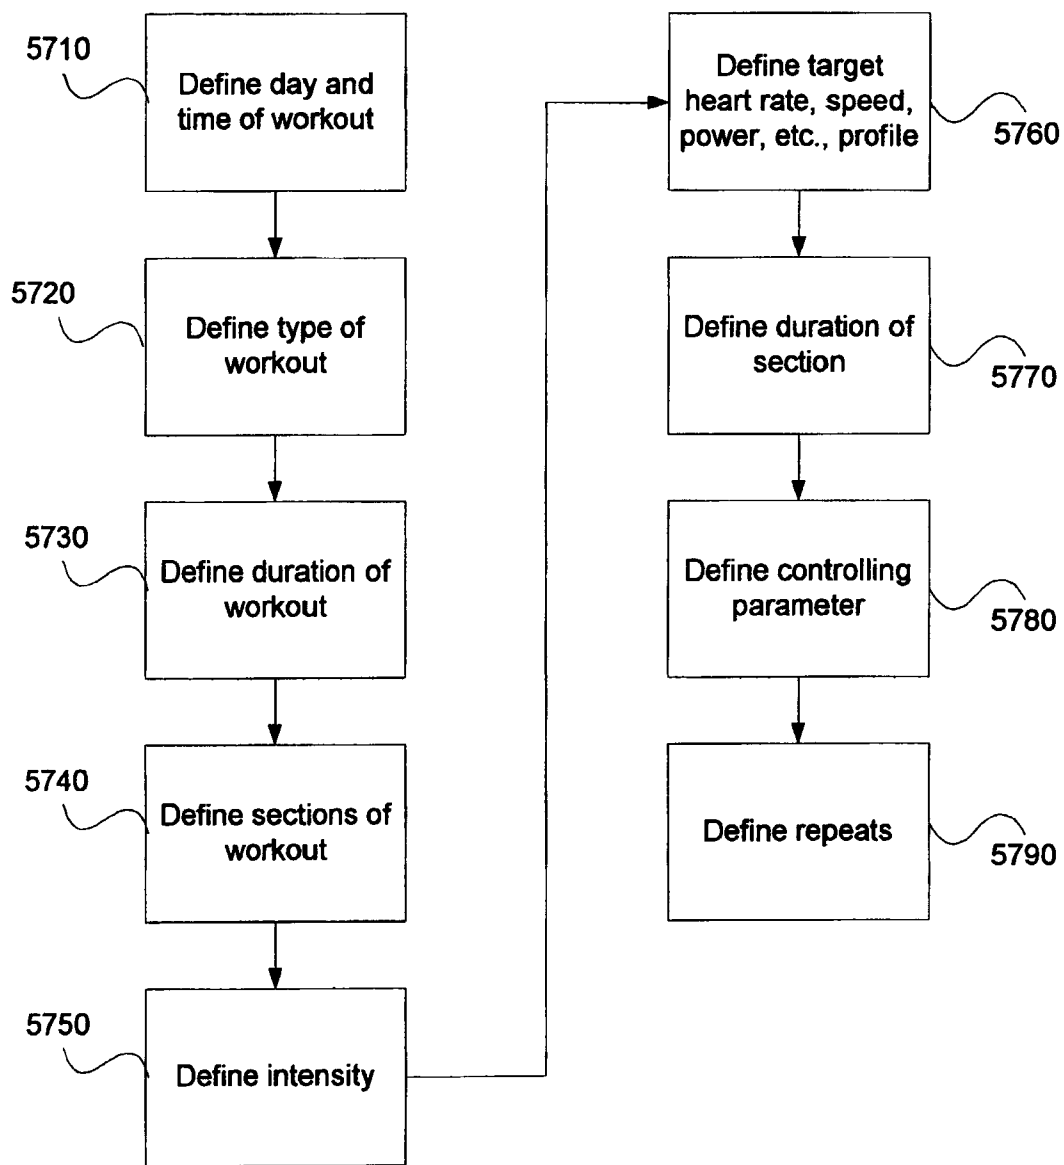 5710
Define day and
time of workout
5720
Define type of
workout
5730
Define duration of
workout
5740
Define sections of
workout
5750
Define intensity
Define target
heart rate, speed,
power, etc., profile
5760
Define duration of
section
5770
Define controlling
parameter
5780
Define repeats
5790